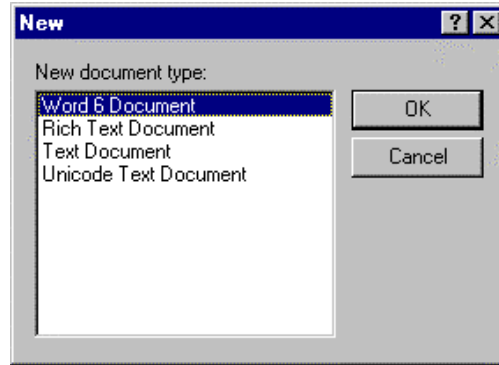 New
New document type:
Word 6 Document
Rich Text Document
Text Document
Unicode Text Document
OK
Cancel